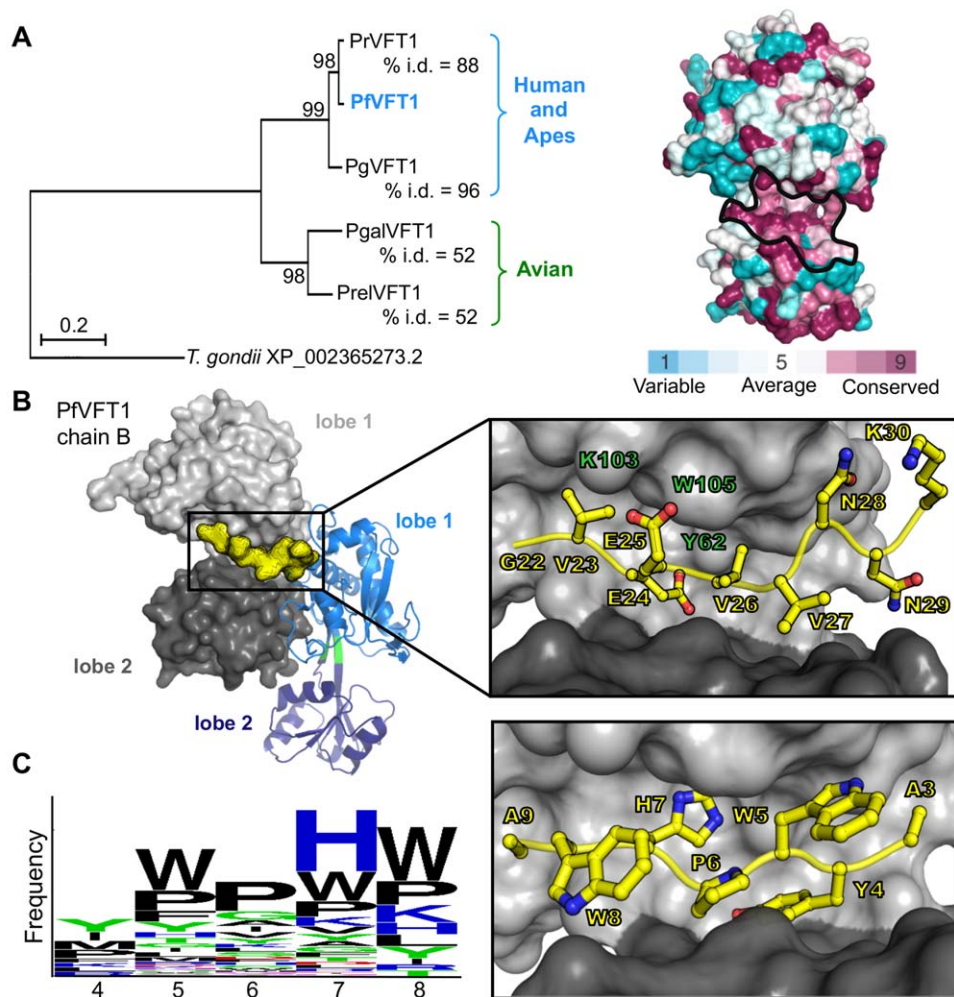 A
PrVFT1
% i.d. = 88
98
PfVFT1
99
PgVFT1
% i.d. = 96
Human
and
Apes
PgalVFT1
% i.d. = 52
98
PrelVFT1
% i.d. = 52
Avian
0.2
T. gondii XP_002365273.2
1 5 9
Variable Average Conserved
B
PfVFT1
chain B
lobe 1
lobe 1
lobe 2
lobe 2
K103
W105
Y62
K30
N28
E25
G22
V23
E24
V26
V27
N29
C
Frequency
W
P
P
H
W
P
W
P
K
Y
Y
4 5 6 7 8
A9
H7
W5
A3
P6
W8
Y4